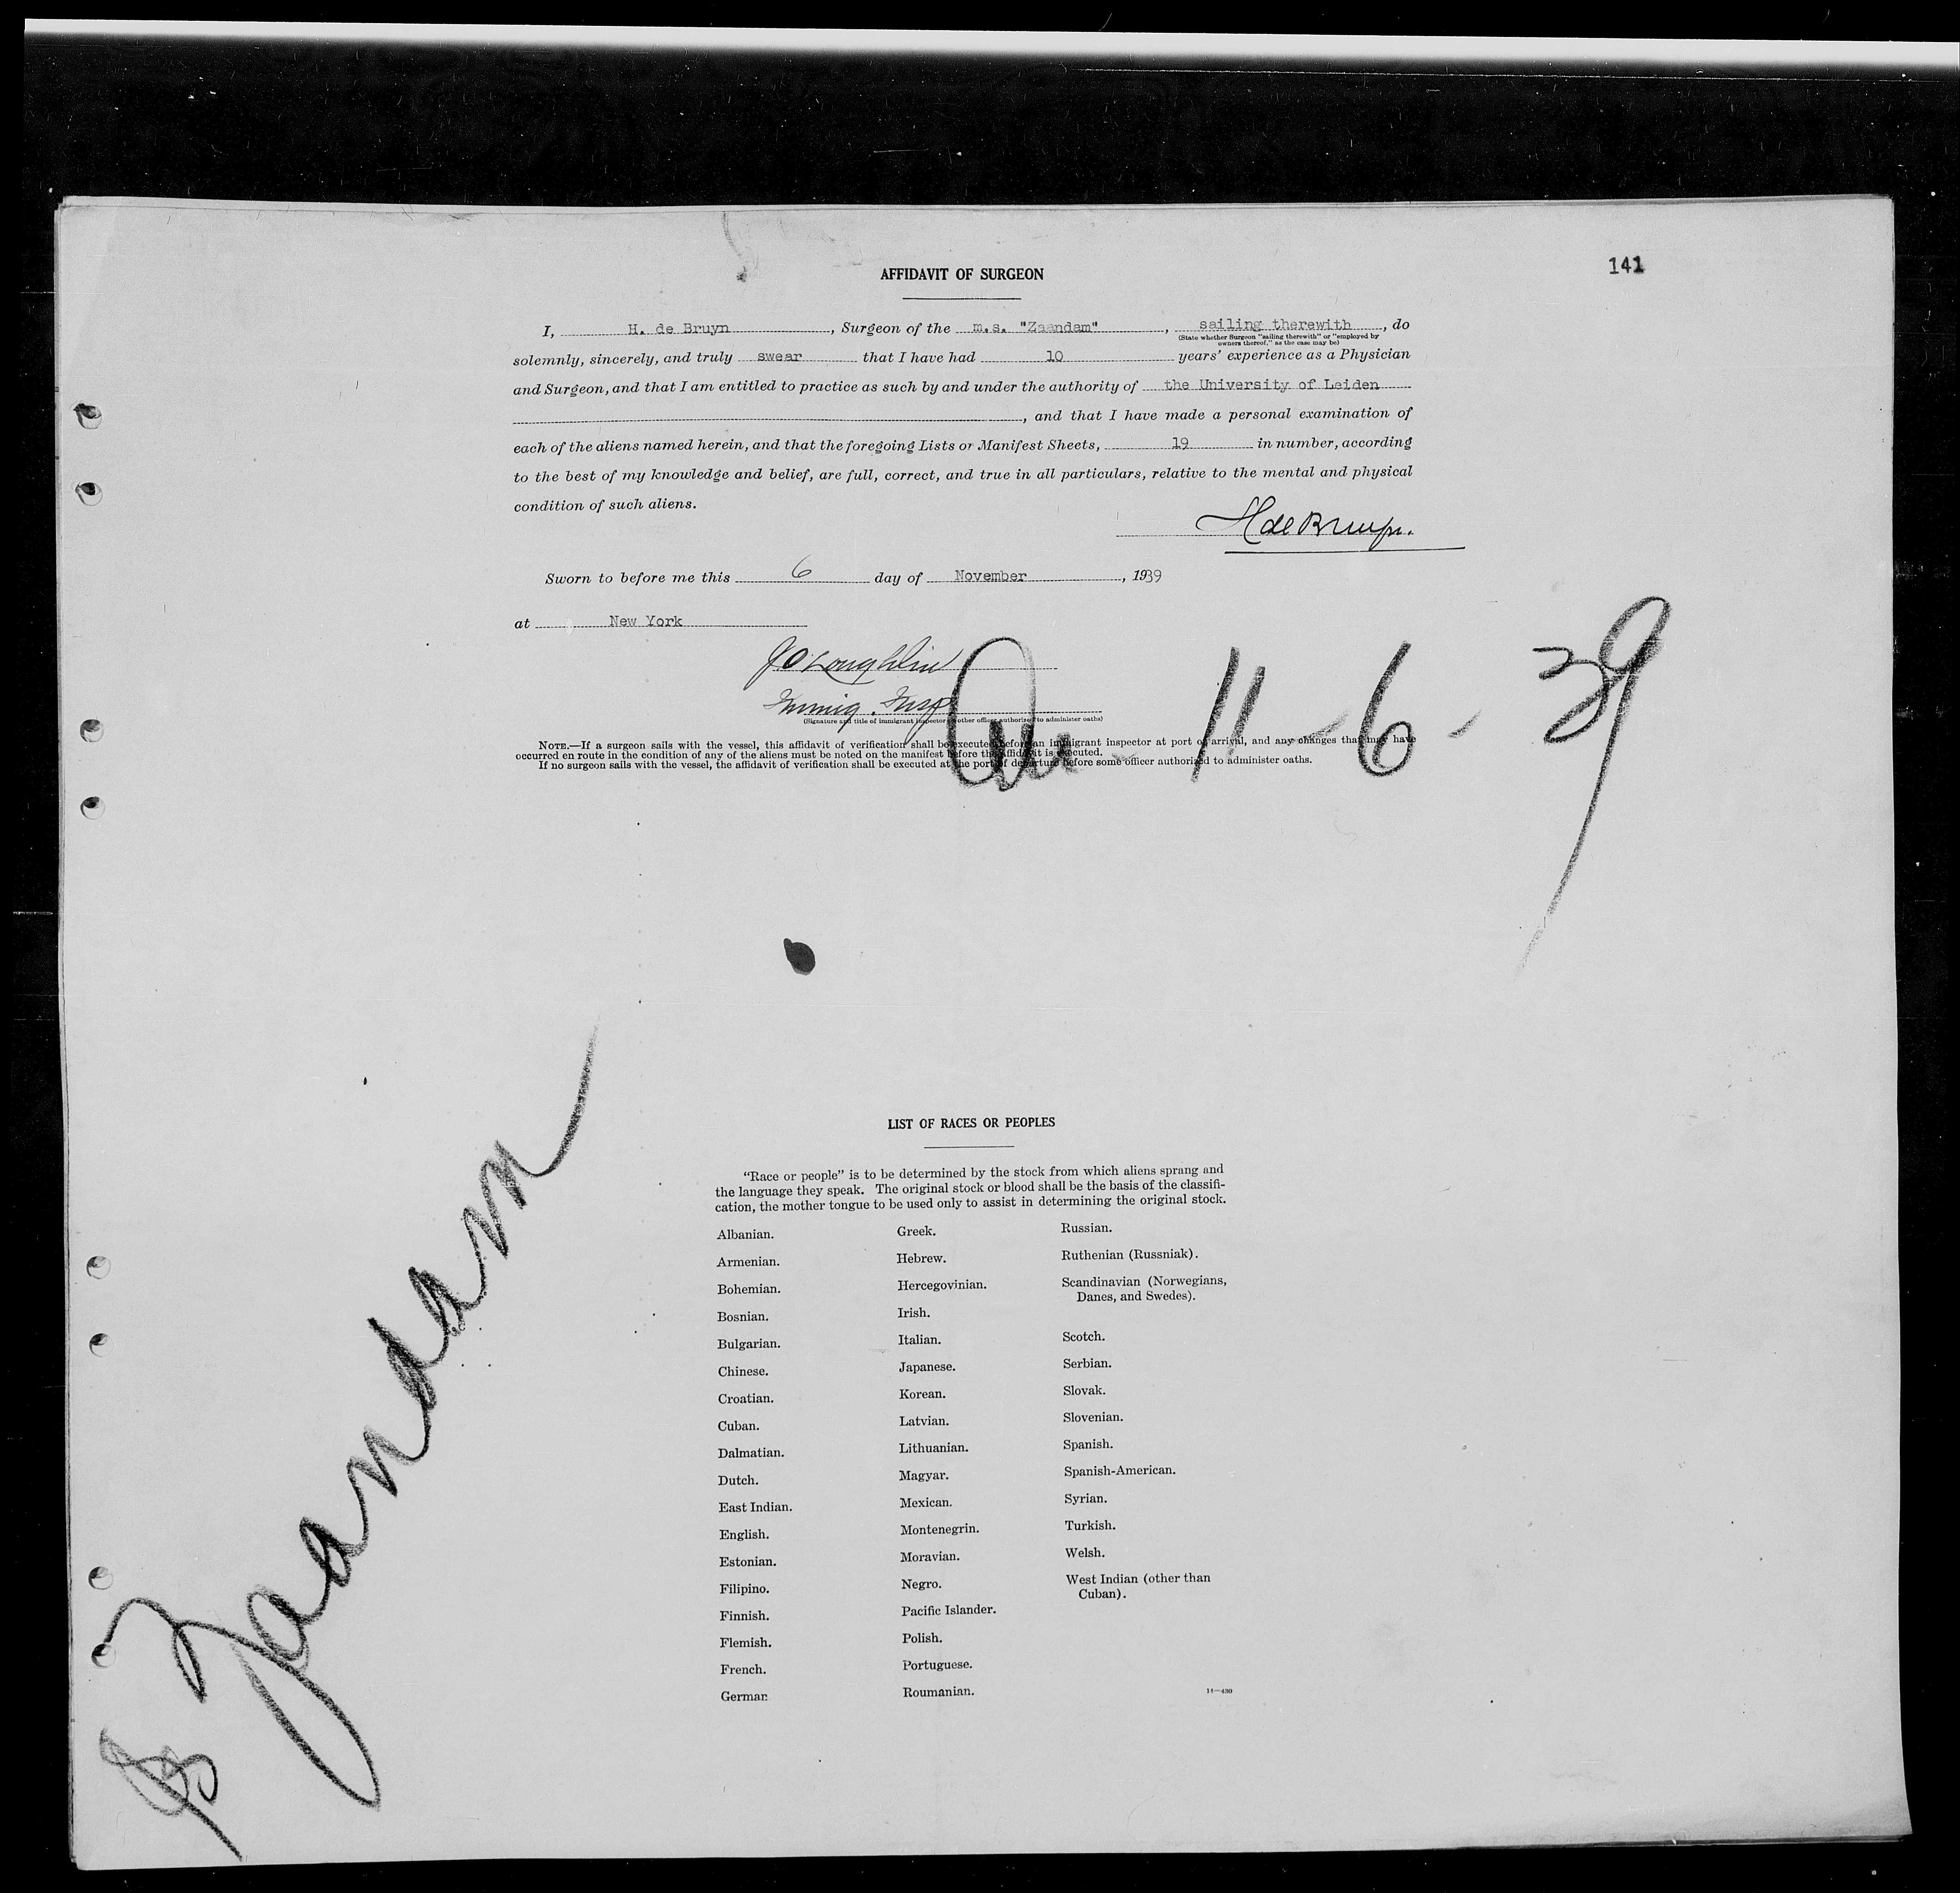 141
AFFIDAVIT OF SURGEON
I, H. de Bruyn, Surgeon of the m.s. "Zaandam", sailing therewith, do
(State whether Surgeon "sailing therewith" or "employed by
owners thereof," as the case may be)
solemnly, sincerely, and truly swear that I have had 10 years' experience as a Physician
and Surgeon, and that I am entitled to practice as such by and under the authority of the University of Leiden
, and that I have made a personal examination of
each of the aliens named herein, and that the foregoing Lists or Manifest Sheets, 19 in number, according
to the best of my knowledge and belief, are full, correct, and true in all particulars, relative to the mental and physical
condition of such aliens.
H de Bruyn.
Sworn to before me this 6 day of November, 1939
at New York
J O'Loughlin
Immig. Insp
(Signature and title of immigrant inspector or other officer authorized to administer oaths)
11-6-39
NOTE.—If a surgeon sails with the vessel, this affidavit of verification shall be executed before an immigrant inspector at port of arrival, and any changes that may have
occurred en route in the condition of any of the aliens must be noted on the manifest before the affidavit is executed.
If no surgeon sails with the vessel, the affidavit of verification shall be executed at the port of departure before some officer authorized to administer oaths.
SS Zaandam
LIST OF RACES OR PEOPLES
"Race or people" is to be determined by the stock from which aliens sprang and
the language they speak. The original stock or blood shall be the basis of the classifi-
cation, the mother tongue to be used only to assist in determining the original stock.
Albanian.
Armenian.
Bohemian.
Bosnian.
Bulgarian.
Chinese.
Croatian.
Cuban.
Dalmatian.
Dutch.
East Indian.
English.
Estonian.
Filipino.
Finnish.
Flemish.
French.
German
Greek.
Hebrew.
Hercegovinian.
Irish.
Italian.
Japanese.
Korean.
Latvian.
Lithuanian.
Magyar.
Mexican.
Montenegrin.
Moravian.
Negro.
Pacific Islander.
Polish.
Portuguese.
Roumanian.
Russian.
Ruthenian (Russniak).
Scandinavian (Norwegians,
Danes, and Swedes).
Scotch.
Serbian.
Slovak.
Slovenian.
Spanish.
Spanish-American.
Syrian.
Turkish.
Welsh.
West Indian (other than
Cuban).
14—430